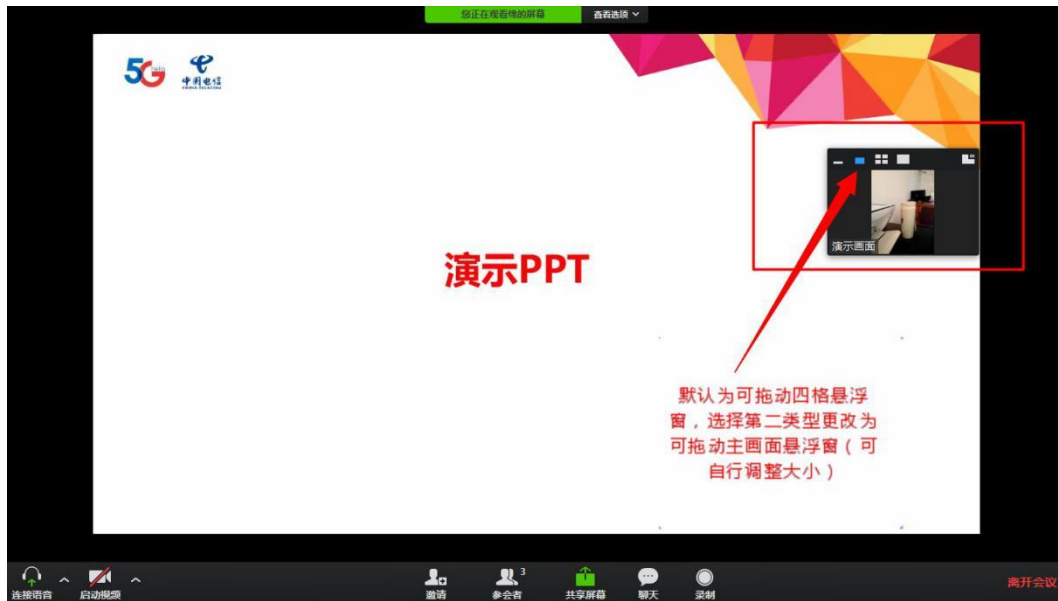 您正在观看绵的屏幕 查看选项
5G hello
中国电信
CHINA TELECOM
演示画面
演示PPT
默认为可拖动四格悬浮
窗，选择第二类型更改为
可拖动主画面悬浮窗（可
自行调整大小）
连接语音 启动视频 邀请 参会者 3 共享屏幕 聊天 录制 离开会议